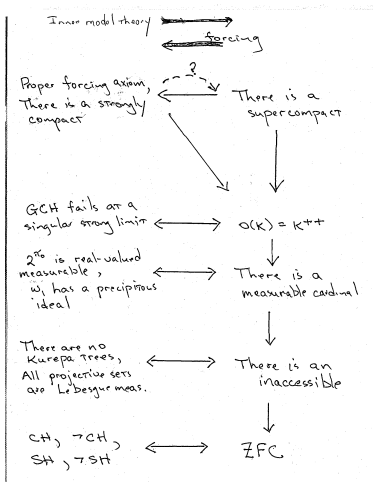 Inner model theory
forcing
?
Proper forcing axiom,
There is a strongly
compact
There is a
supercompact
GCH fails at a
singular strong limit
o(κ) = κ++
2^ℵ₀ is real-valued
measurable,
ω₁ has a precipitous
ideal
There is a
measurable cardinal
There are no
Kurepa Trees,
All projective sets
are Lebesgue meas.
There is an
inaccessible
CH, ¬CH,
SH, ¬SH
ZFC